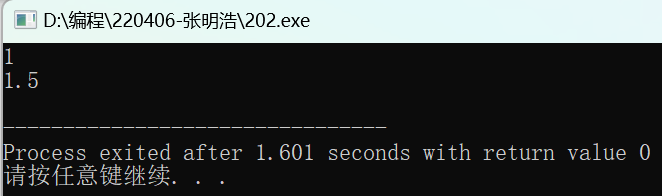 D:\编程\220406-张明浩\202.exe
1
1.5
--------------------------------
Process exited after 1.601 seconds with return value 0
请按任意键继续. . .